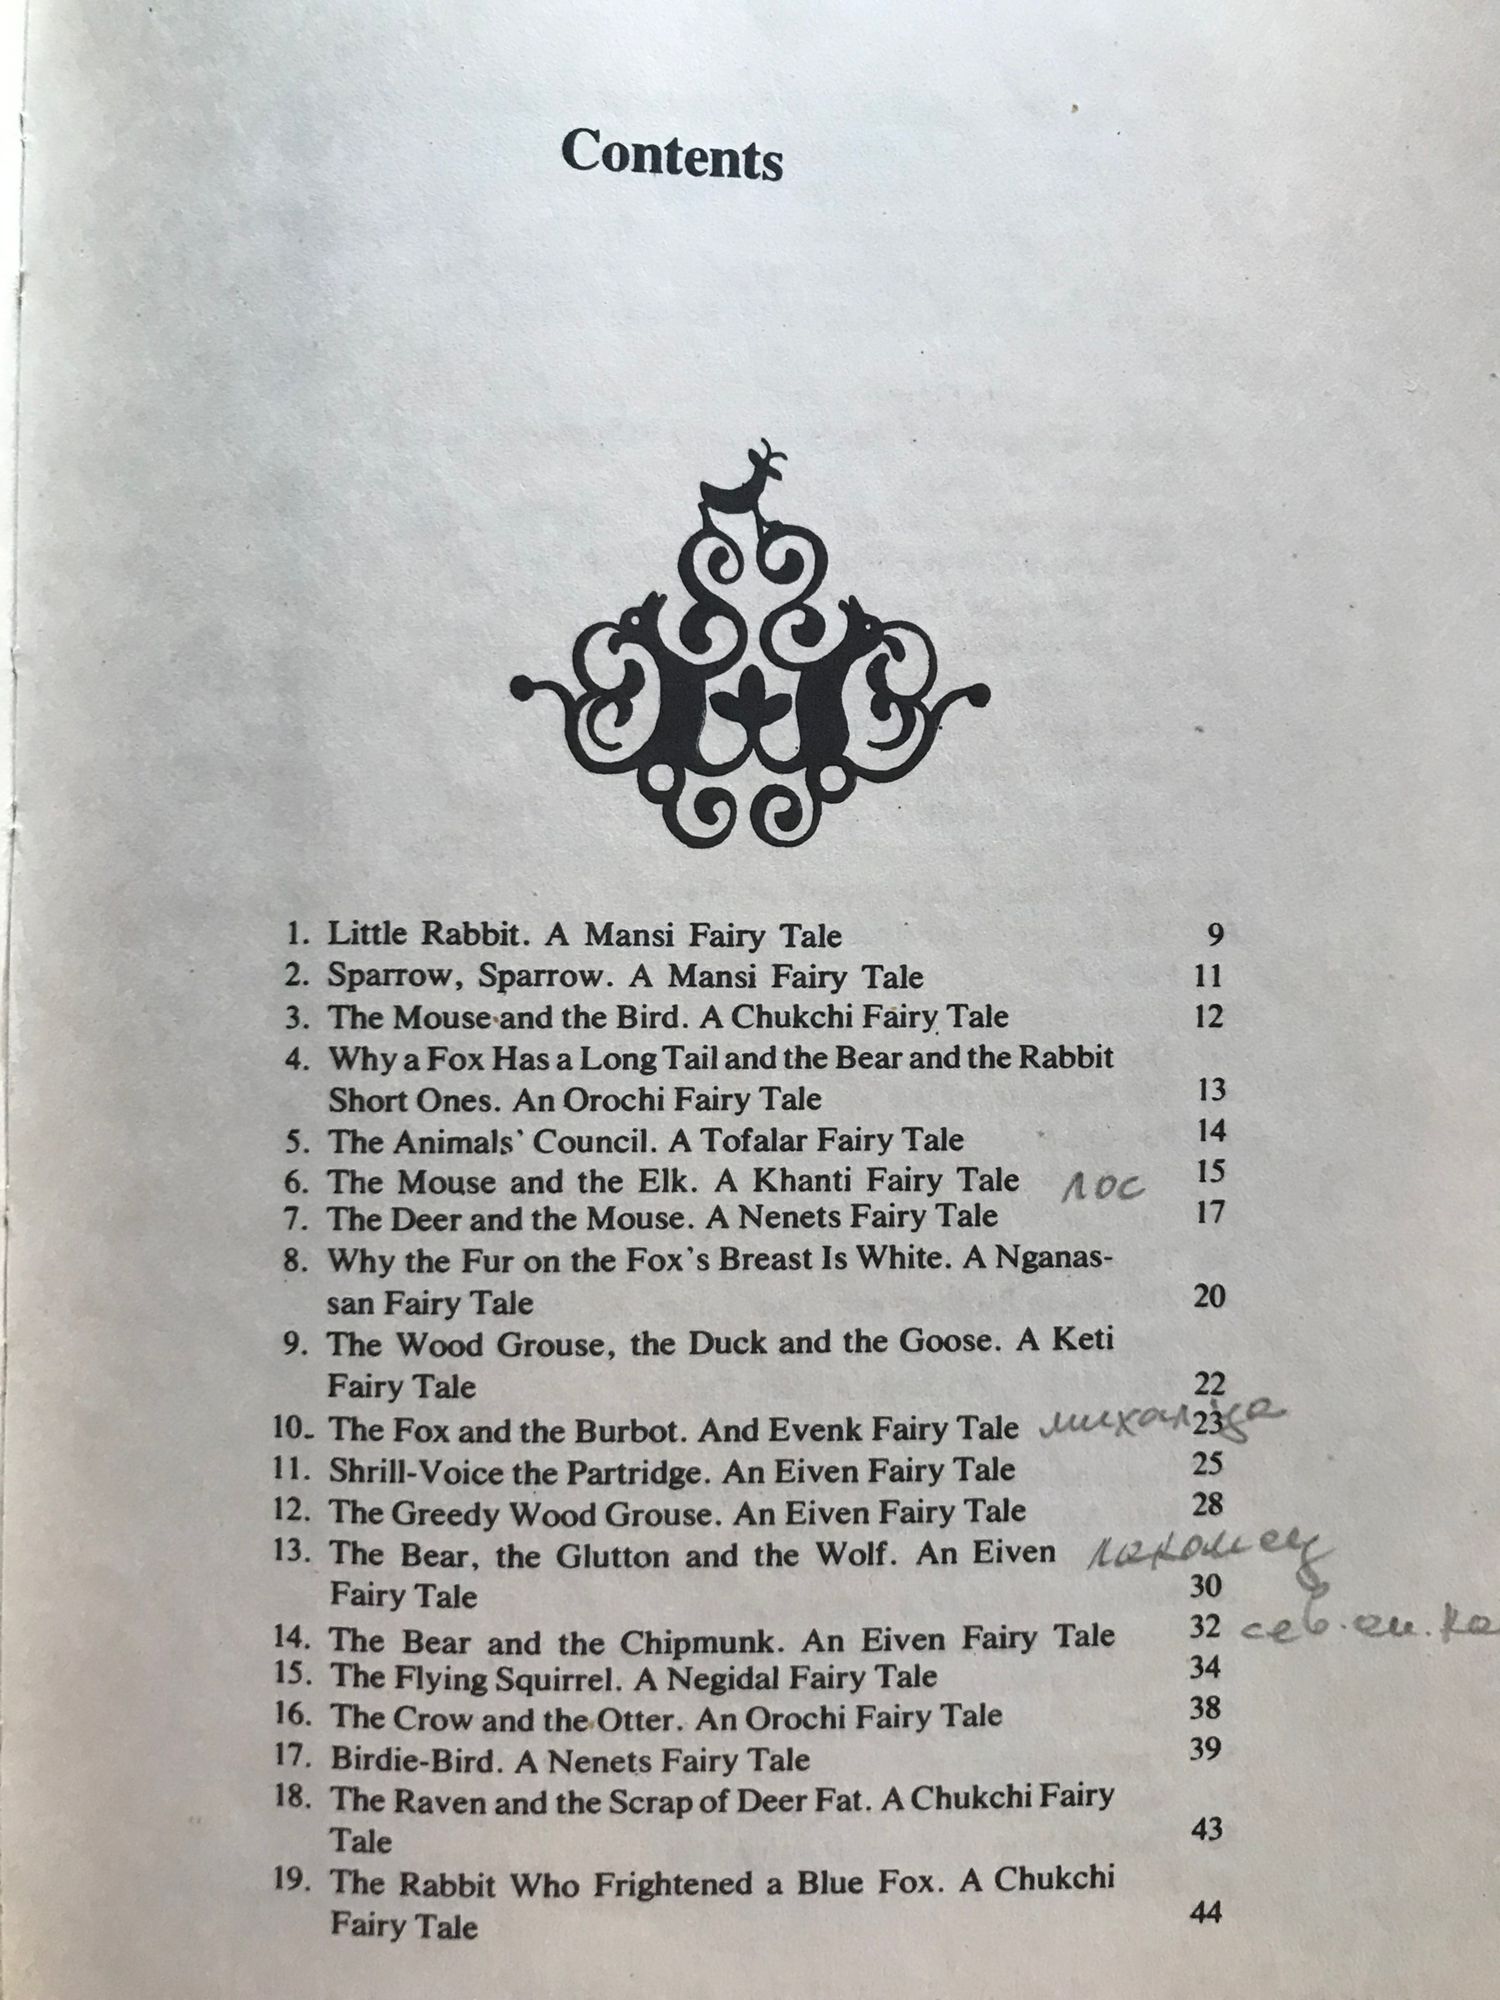 Contents
1. Little Rabbit. A Mansi Fairy Tale 9
2. Sparrow, Sparrow. A Mansi Fairy Tale 11
3. The Mouse and the Bird. A Chukchi Fairy Tale 12
4. Why a Fox Has a Long Tail and the Bear and the Rabbit
Short Ones. An Orochi Fairy Tale 13
5. The Animals' Council. A Tofalar Fairy Tale 14
6. The Mouse and the Elk. A Khanti Fairy Tale лос 15
7. The Deer and the Mouse. A Nenets Fairy Tale 17
8. Why the Fur on the Fox's Breast Is White. A Nganas-
san Fairy Tale 20
9. The Wood Grouse, the Duck and the Goose. A Keti
Fairy Tale 22
10. The Fox and the Burbot. And Evenk Fairy Tale 23
11. Shrill-Voice the Partridge. An Eiven Fairy Tale 25
12. The Greedy Wood Grouse. An Eiven Fairy Tale 28
13. The Bear, the Glutton and the Wolf. An Eiven лакомец
Fairy Tale 30
14. The Bear and the Chipmunk. An Eiven Fairy Tale 32 сев.
15. The Flying Squirrel. A Negidal Fairy Tale 34
16. The Crow and the Otter. An Orochi Fairy Tale 38
17. Birdie-Bird. A Nenets Fairy Tale 39
18. The Raven and the Scrap of Deer Fat. A Chukchi Fairy
Tale 43
19. The Rabbit Who Frightened a Blue Fox. A Chukchi
Fairy Tale 44